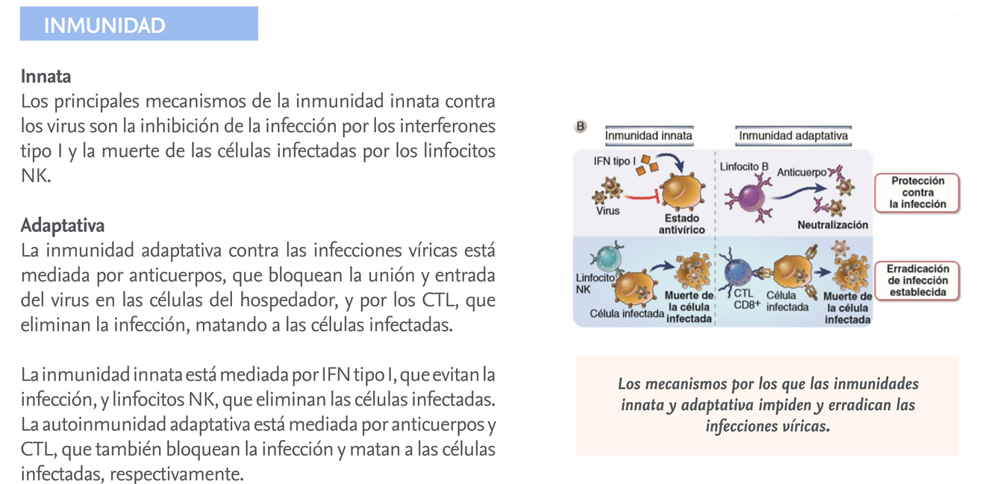 INMUNIDAD
Innata
Los principales mecanismos de la inmunidad innata contra
los virus son la inhibición de la infección por los interferones
tipo I y la muerte de las células infectadas por los linfocitos
NK.
Adaptativa
La inmunidad adaptativa contra las infecciones víricas está
mediada por anticuerpos, que bloquean la unión y entrada
del virus en las células del hospedador, y por los CTL, que
eliminan la infección, matando a las células infectadas.
La inmunidad innata está mediada por IFN tipo I, que evitan la
infección, y linfocitos NK, que eliminan las células infectadas.
La autoinmunidad adaptativa está mediada por anticuerpos y
CTL, que también bloquean la infección y matan a las células
infectadas, respectivamente.
B
Inmunidad innata
Inmunidad adaptativa
IFN tipo I
Virus
Estado
antivírico
Linfocito B
Anticuerpo
Neutralización
Protección
contra
la infección
Linfocito
NK
Célula infectada
Muerte de
la célula
infectada
CTL
CD8+
Célula
infectada
Muerte de
la célula
infectada
Erradicación
de infección
establecida
Los mecanismos por los que las inmunidades
innata y adaptativa impiden y erradican las
infecciones víricas.